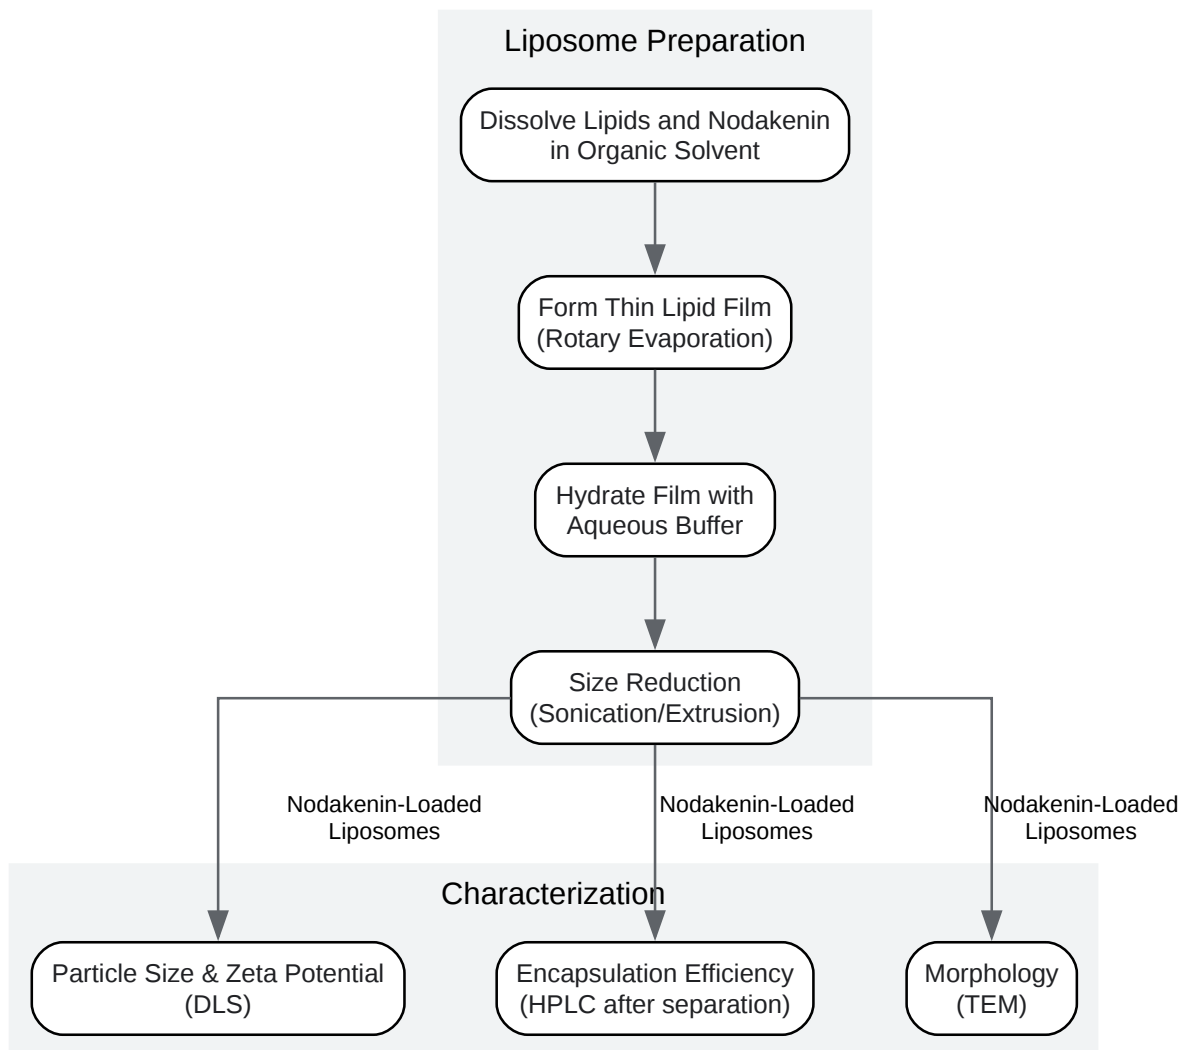 Liposome Preparation
Dissolve Lipids and Nodakenin
in Organic Solvent
Form Thin Lipid Film
(Rotary Evaporation)
Hydrate Film with
Aqueous Buffer
Size Reduction
(Sonication/Extrusion)
Nodakenin-Loaded
Liposomes
Nodakenin-Loaded
Liposomes
Nodakenin-Loaded
Liposomes
Characterization
Particle Size & Zeta Potential
(DLS)
Encapsulation Efficiency
(HPLC after separation)
Morphology
(TEM)